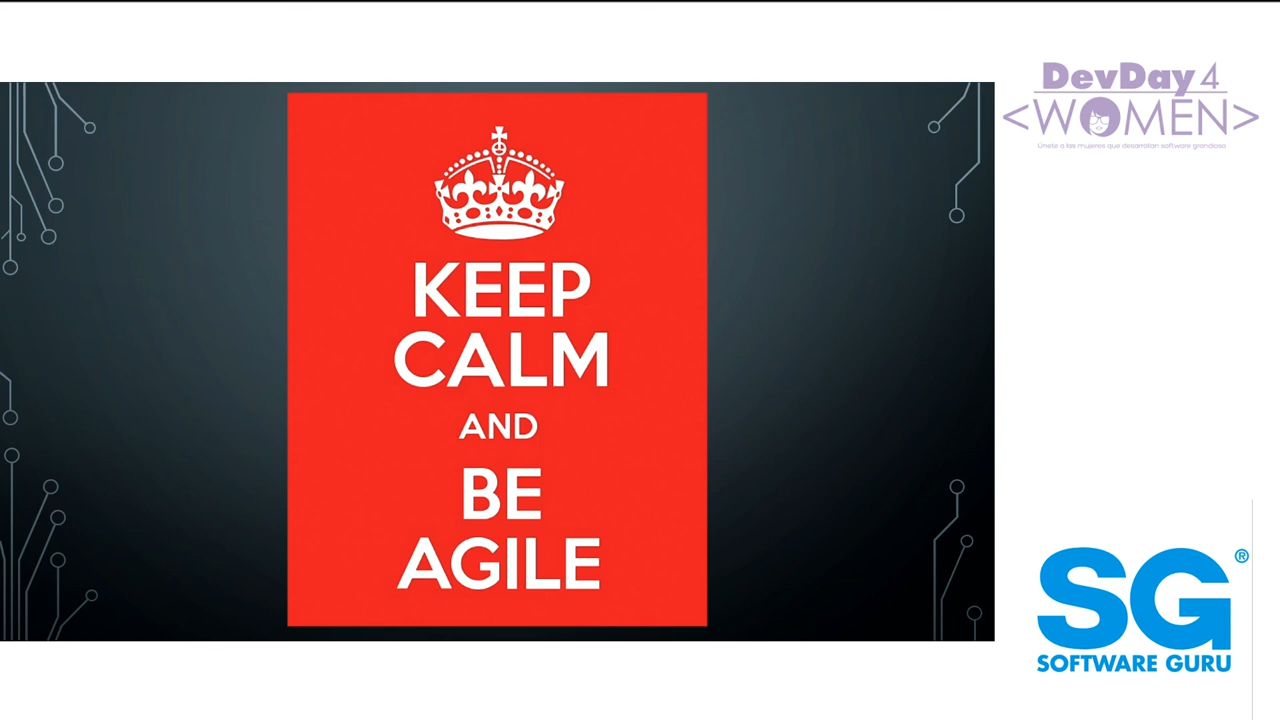 KEEP
CALM
AND
BE
AGILE
DevDay4
<WOMEN>
Únete a las mujeres que desarrollan software grandioso
SG®
SOFTWARE GURU